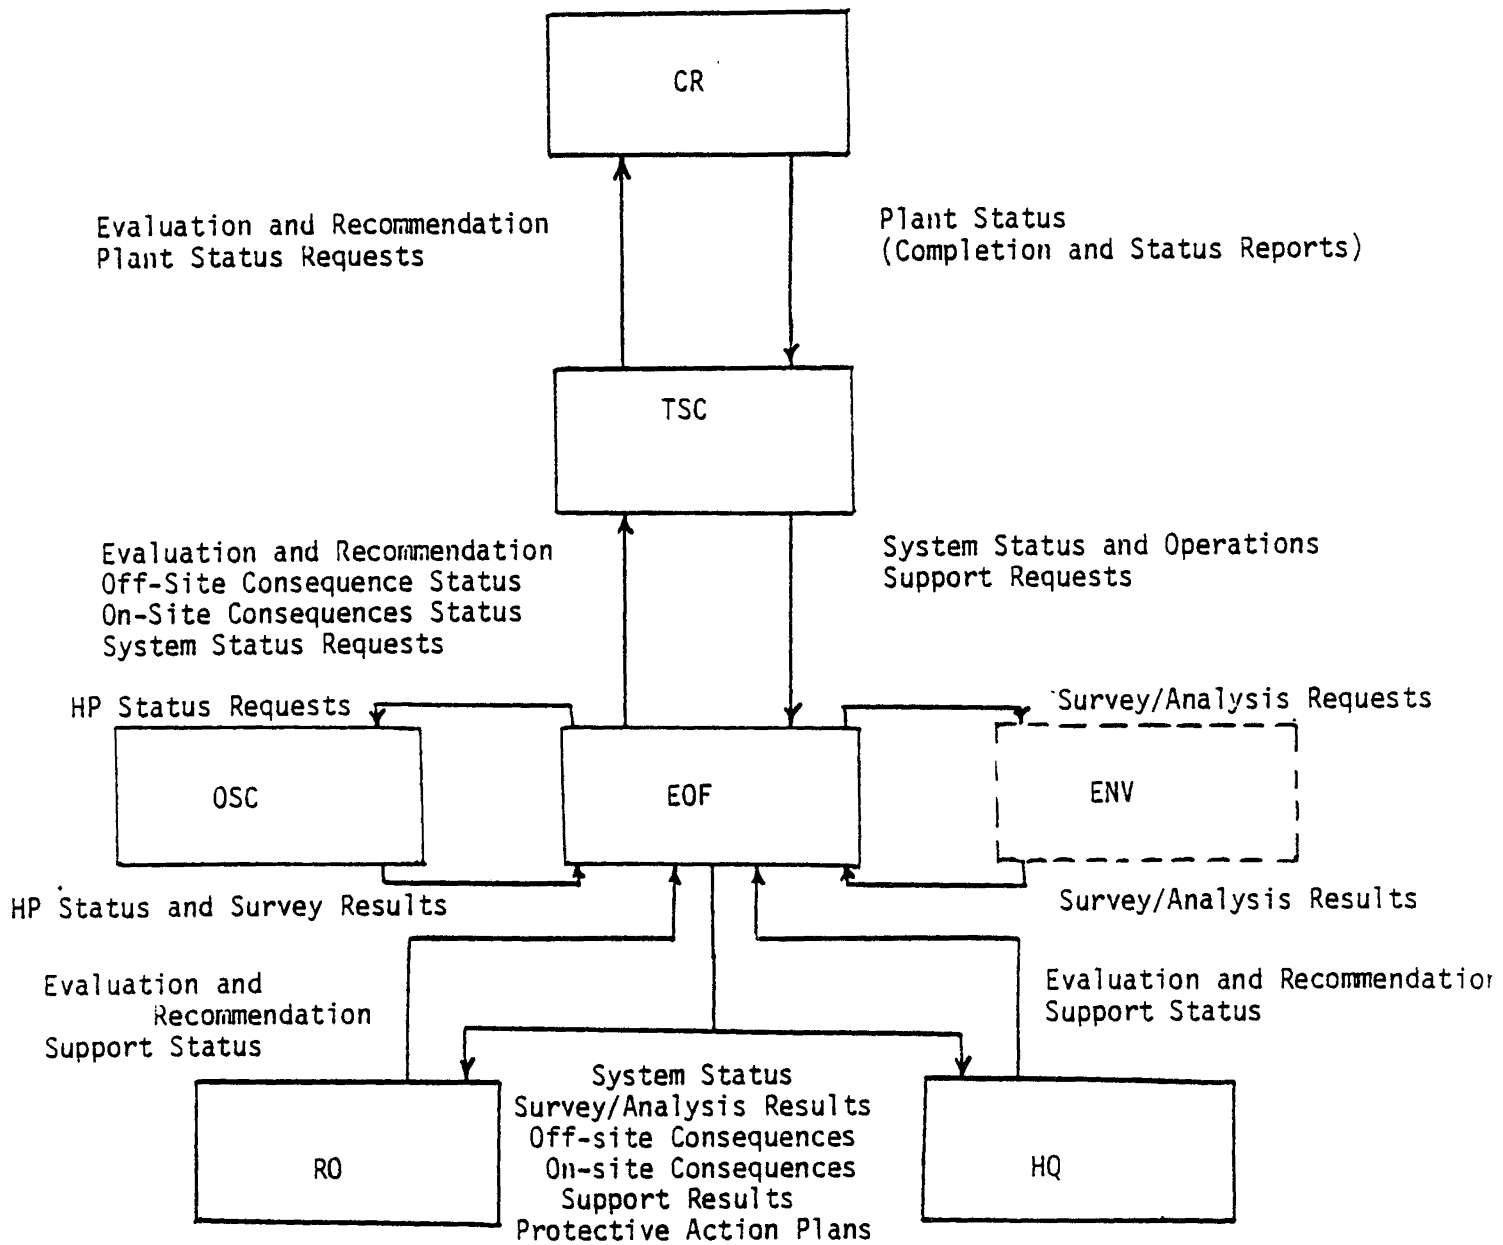 CR
Evaluation and Recommendation
Plant Status Requests
Plant Status
(Completion and Status Reports)
TSC
Evaluation and Recommendation
Off-Site Consequence Status
On-Site Consequences Status
System Status Requests
System Status and Operations
Support Requests
HP Status Requests
Survey/Analysis Requests
OSC
EOF
ENV
HP Status and Survey Results
Survey/Analysis Results
Evaluation and
Recommendation
Support Status
Evaluation and Recommendation
Support Status
System Status
Survey/Analysis Results
Off-site Consequences
On-site Consequences
Support Results
Protective Action Plans
RO
HQ